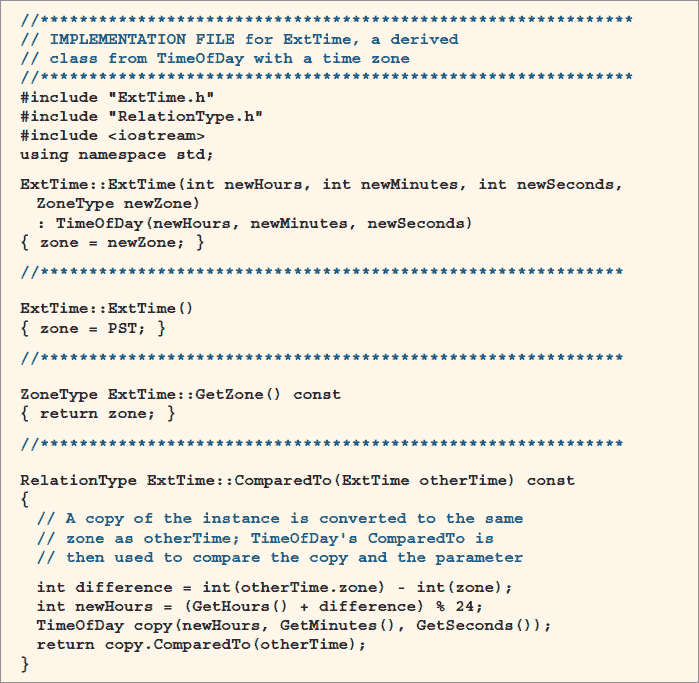 //*************************************************************
// IMPLEMENTATION FILE for ExtTime, a derived
// class from TimeOfDay with a time zone
//*************************************************************
#include "ExtTime.h"
#include "RelationType.h"
#include <iostream>
using namespace std;
ExtTime::ExtTime(int newHours, int newMinutes, int newSeconds,
ZoneType newZone)
: TimeOfDay(newHours, newMinutes, newSeconds)
{ zone = newZone; }
//************************************************************
ExtTime::ExtTime()
{ zone = PST; }
//************************************************************
ZoneType ExtTime::GetZone() const
{ return zone; }
//************************************************************
RelationType ExtTime::ComparedTo(ExtTime otherTime) const
{
// A copy of the instance is converted to the same
// zone as otherTime; TimeOfDay's ComparedTo is
// then used to compare the copy and the parameter
int difference = int(otherTime.zone) - int(zone);
int newHours = (GetHours() + difference) % 24;
TimeOfDay copy(newHours, GetMinutes(), GetSeconds());
return copy.ComparedTo(otherTime);
}